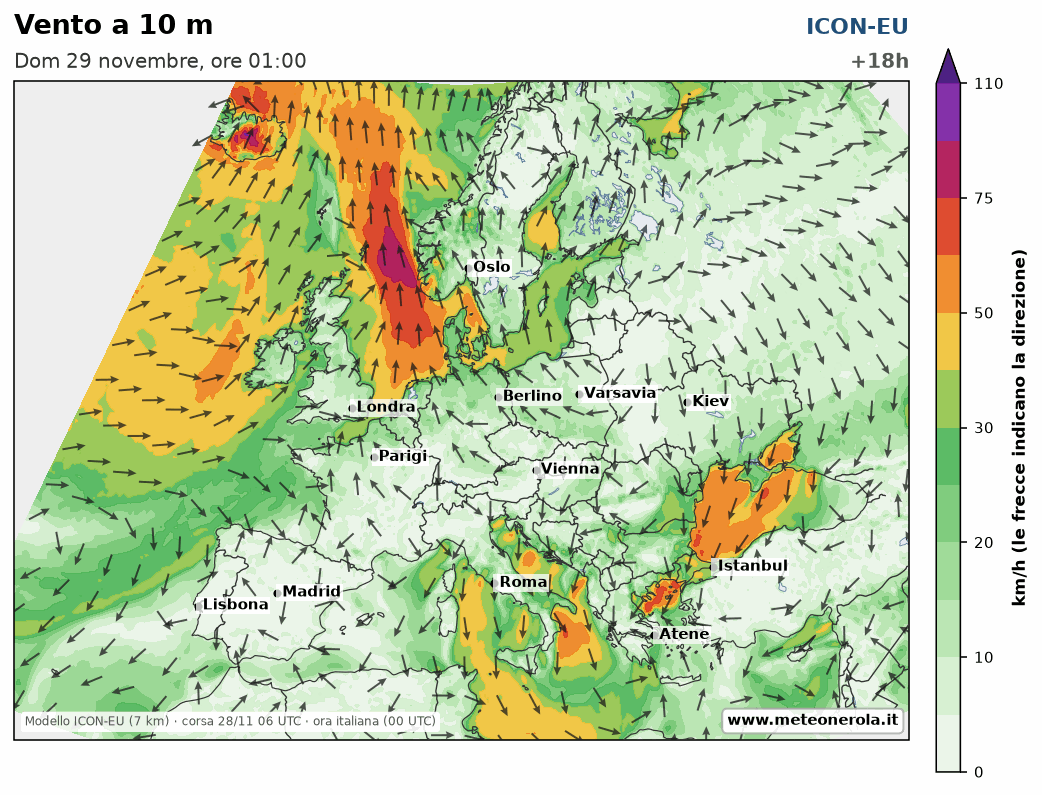 Vento a 10 m
ICON-EU
Dom 29 novembre, ore 01:00
+18h
110
75
50
30
20
10
0
km/h (le frecce indicano la direzione)
Oslo
Londra
Berlino
Varsavia
Kiev
Parigi
Vienna
Istanbul
Roma
Madrid
Lisbona
Atene
Modello ICON-EU (7 km) · corsa 28/11 06 UTC · ora italiana (00 UTC)
www.meteonerola.it